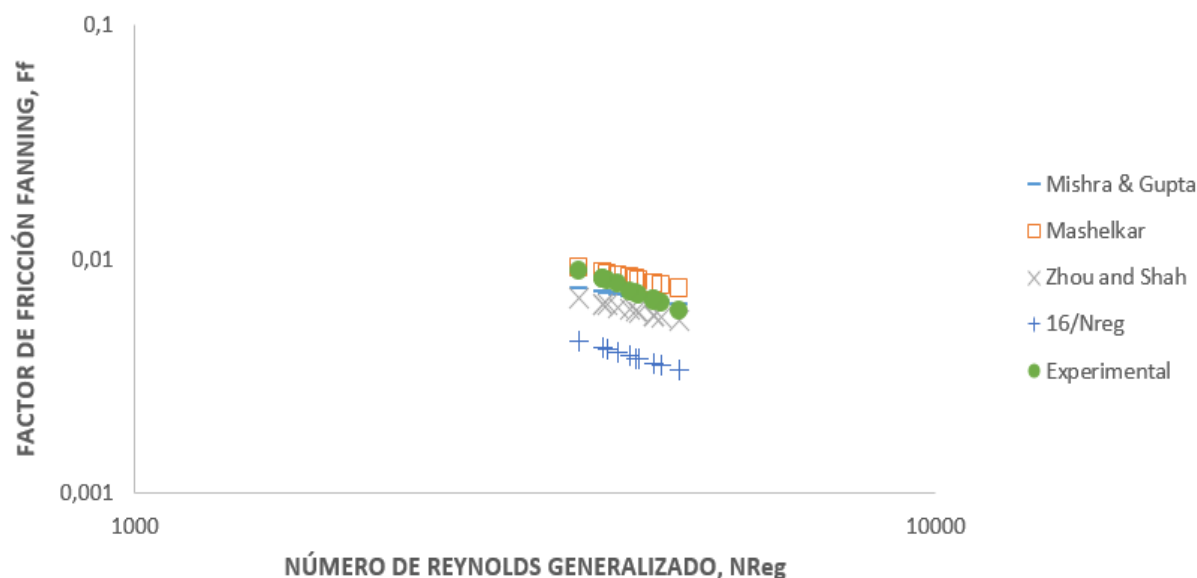 FACTOR DE FRICCIÓN FANNING, Ff
0,1
0,01
0,001
1000
10000
NÚMERO DE REYNOLDS GENERALIZADO, NReg
Mishra & Gupta
Mashelkar
Zhou and Shah
16/Nreg
Experimental